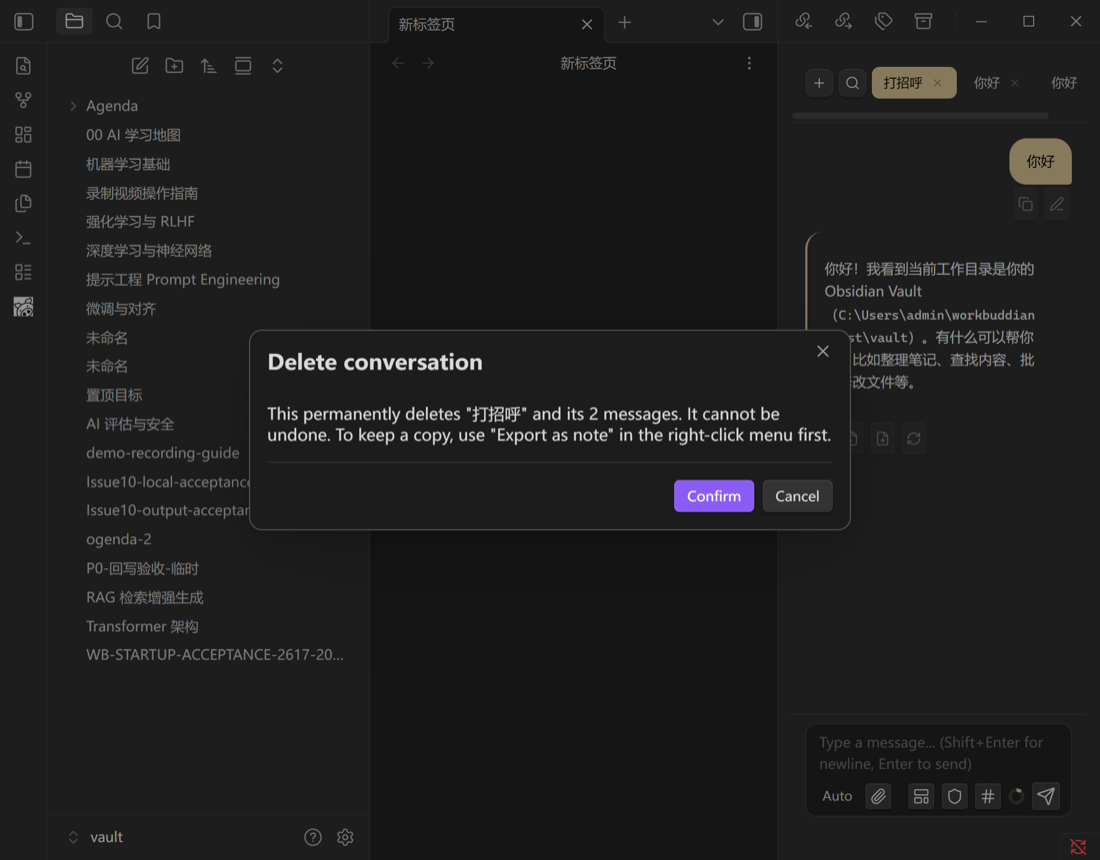 新标签页
新标签页
Agenda
00 AI 学习地图
机器学习基础
录制视频操作指南
强化学习与 RLHF
深度学习与神经网络
提示工程 Prompt Engineering
微调与对齐
未命名
未命名
置顶目标
AI 评估与安全
demo-recording-guide
Issue10-local-acceptance
Issue10-output-acceptan
ogenda-2
P0-回写验收-临时
RAG 检索增强生成
Transformer 架构
WB-STARTUP-ACCEPTANCE-2617-20...
vault
Delete conversation
This permanently deletes "打招呼" and its 2 messages. It cannot be
undone. To keep a copy, use "Export as note" in the right-click menu first.
Confirm
Cancel
打招呼
你好
你好
你好
你好！我看到当前工作目录是你的
Obsidian Vault
（C:\Users\admin\workbuddian
st\vault）。有什么可以帮你
比如整理笔记、查找内容、批
改文件等。
Type a message... (Shift+Enter for
newline, Enter to send)
Auto